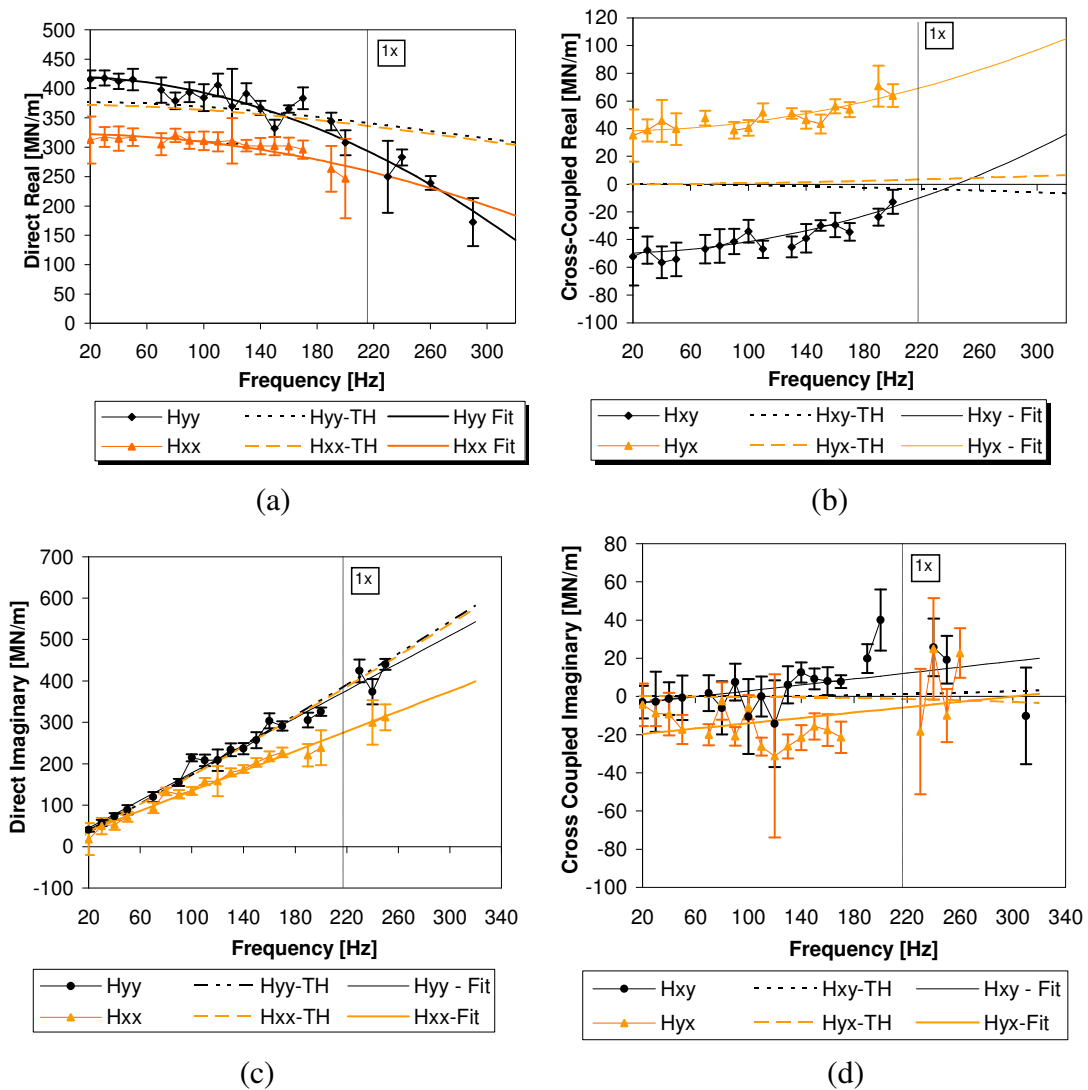 (a)
Direct Real [MN/m]
500
450
400
350
300
250
200
150
100
50
0
1x
20 60 100 140 180 220 260 300
Frequency [Hz]
Hyy Hyy-TH Hyy Fit
Hxx Hxx-TH Hxx Fit
(b)
Cross-Coupled Real [MN/m]
120
100
80
60
40
20
0
-20
-40
-60
-80
-100
1x
20 60 100 140 180 220 260 300
Frequency [Hz]
Hxy Hxy-TH Hxy - Fit
Hyx Hyx-TH Hyx - Fit
(a)
(b)
Direct Imaginary [MN/m]
700
600
500
400
300
200
100
0
-100
1x
20 60 100 140 180 220 260 300 340
Frequency [Hz]
Hyy Hyy-TH Hyy - Fit
Hxx Hxx-TH Hxx-Fit
(c)
Cross Coupled Imaginary [MN/m]
80
60
40
20
0
-20
-40
-60
-80
-100
1x
20 60 100 140 180 220 260 300 340
Frequency [Hz]
Hxy Hxy-TH Hxy - Fit
Hyx Hyx-TH Hyx-Fit
(d)